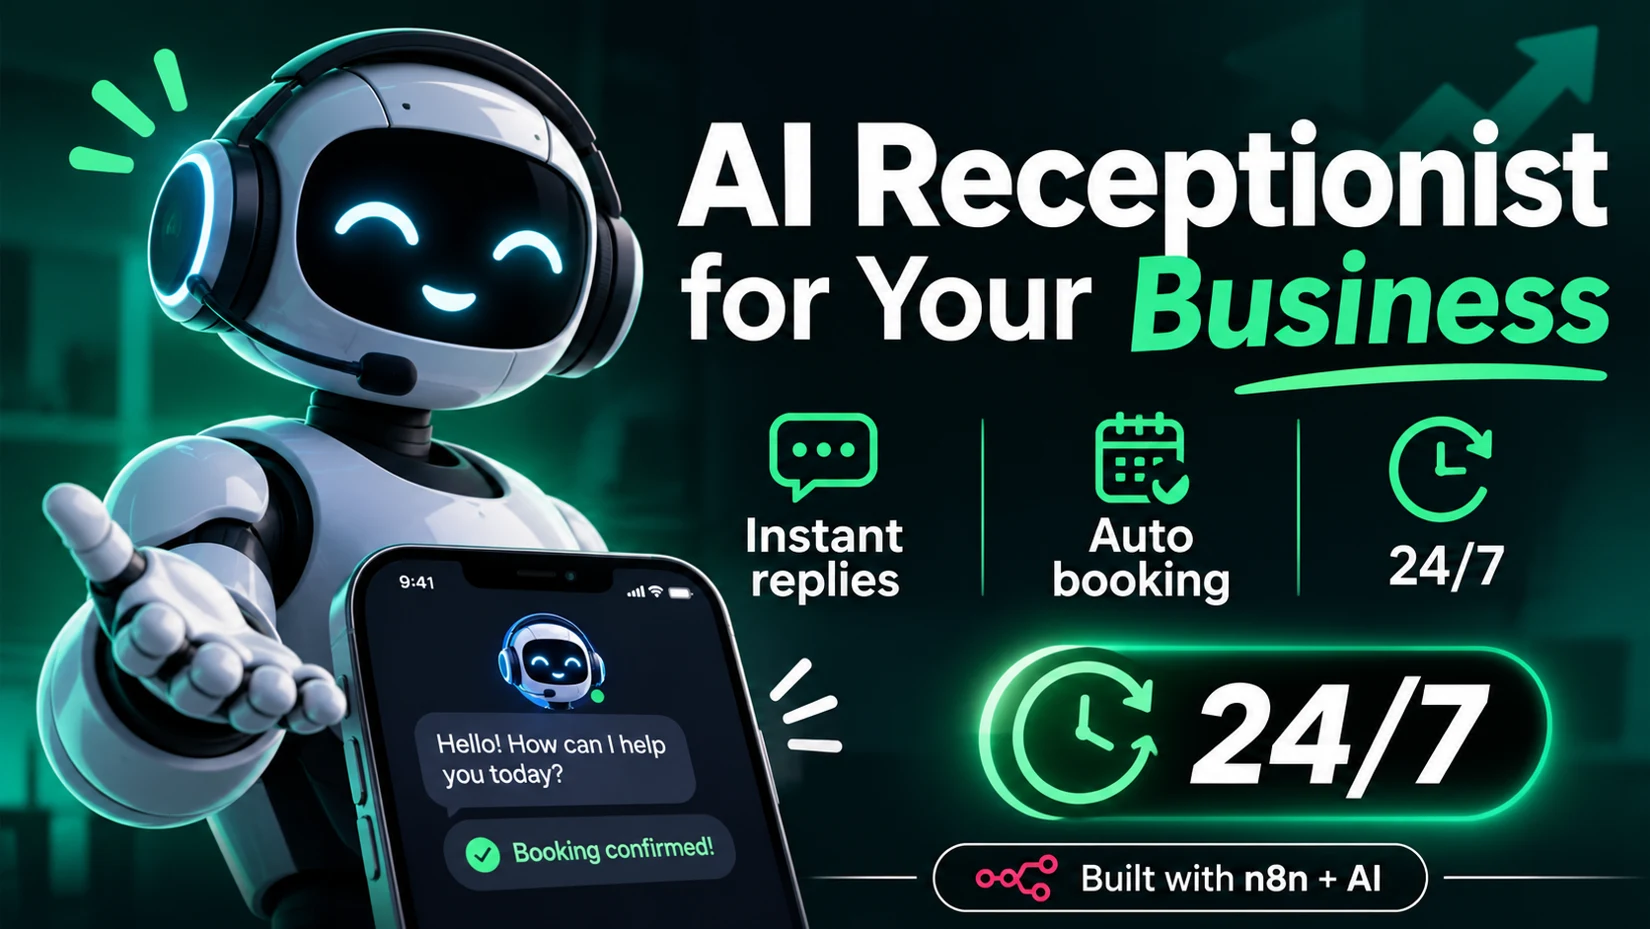 AI Receptionist
for Your Business
Instant
replies
Auto
booking
24/7
9:41
Hello! How can I help
you today?
Booking confirmed!
24/7
Built with n8n + AI